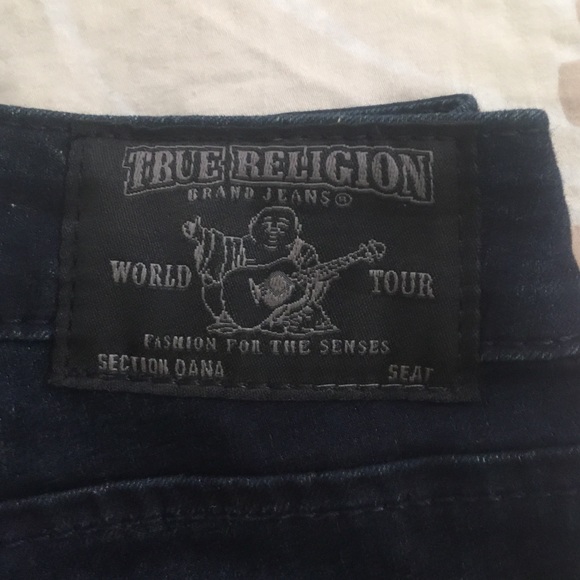 TRUE RELIGION
BRAND JEANS®
WORLD TOUR
FASHION FOR THE SENSES
SECTION DANA SEAT